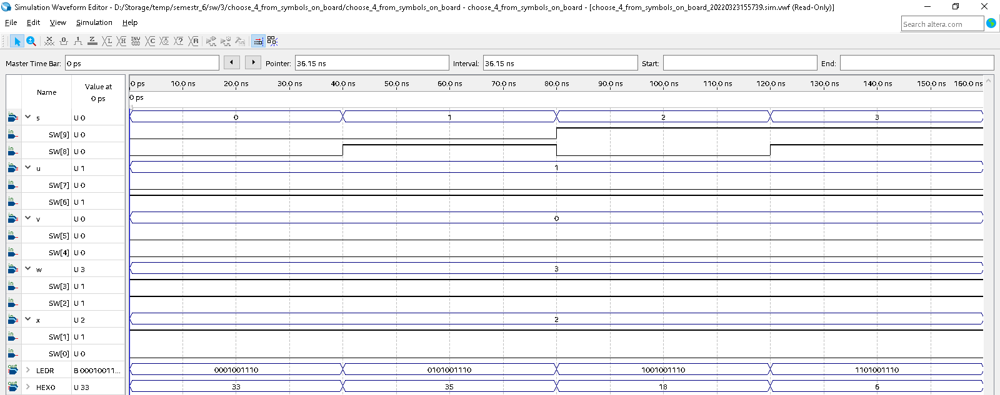 Simulation Waveform Editor - D:/Storage/temp/semestr_6/sw/3/choose_4_from_symbols_on_board/choose_4_from_symbols_on_board - choose_4_from_symbols_on_board - [choose_4_from_symbols_on_board_20220323155739.sim.vwf (Read-Only)]
File Edit View Simulation Help
Search altera.com
Master Time Bar: 0 ps Pointer: 36.15 ns Interval: 36.15 ns Start: End:
Name Value at 0 ps
0 ps 10.0 ns 20.0 ns 30.0 ns 40.0 ns 50.0 ns 60.0 ns 70.0 ns 80.0 ns 90.0 ns 100.0 ns 110.0 ns 120.0 ns 130.0 ns 140.0 ns 150.0 ns 160.0 ns
0 ps
s U 0 0 1 2 3
SW[9] U 0
SW[8] U 0
u U 1 1
SW[7] U 0
SW[6] U 1
v U 0 0
SW[5] U 0
SW[4] U 0
w U 3 3
SW[3] U 1
SW[2] U 1
x U 2 2
SW[1] U 1
SW[0] U 0
LEDR B 00010011... 0001001110 0101001110 1001001110 1101001110
HEX0 U 33 33 35 18 6